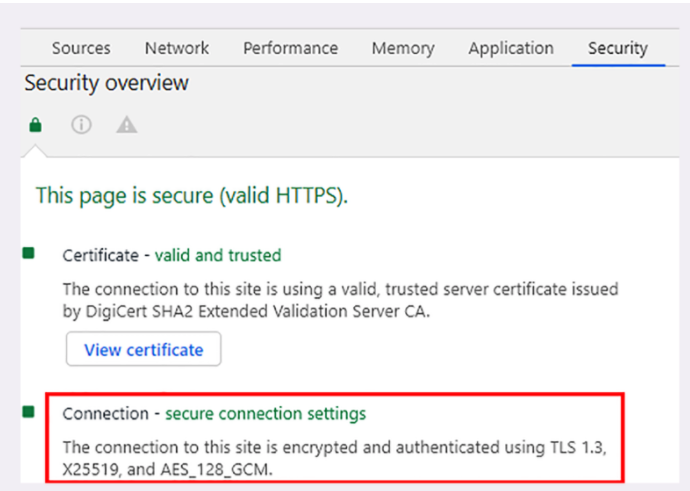 Sources Network Performance Memory Application Security
Security overview
This page is secure (valid HTTPS).
Certificate - valid and trusted
The connection to this site is using a valid, trusted server certificate issued
by DigiCert SHA2 Extended Validation Server CA.
View certificate
Connection - secure connection settings
The connection to this site is encrypted and authenticated using TLS 1.3,
X25519, and AES_128_GCM.